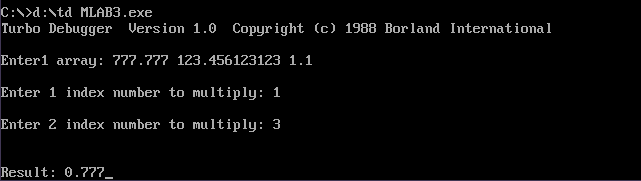 C:\>d:\td MLAB3.exe
Turbo Debugger  Version 1.0  Copyright (c) 1988 Borland International
Enter1 array: 777.777 123.456123123 1.1
Enter 1 index number to multiply: 1
Enter 2 index number to multiply: 3
Result: 0.777_